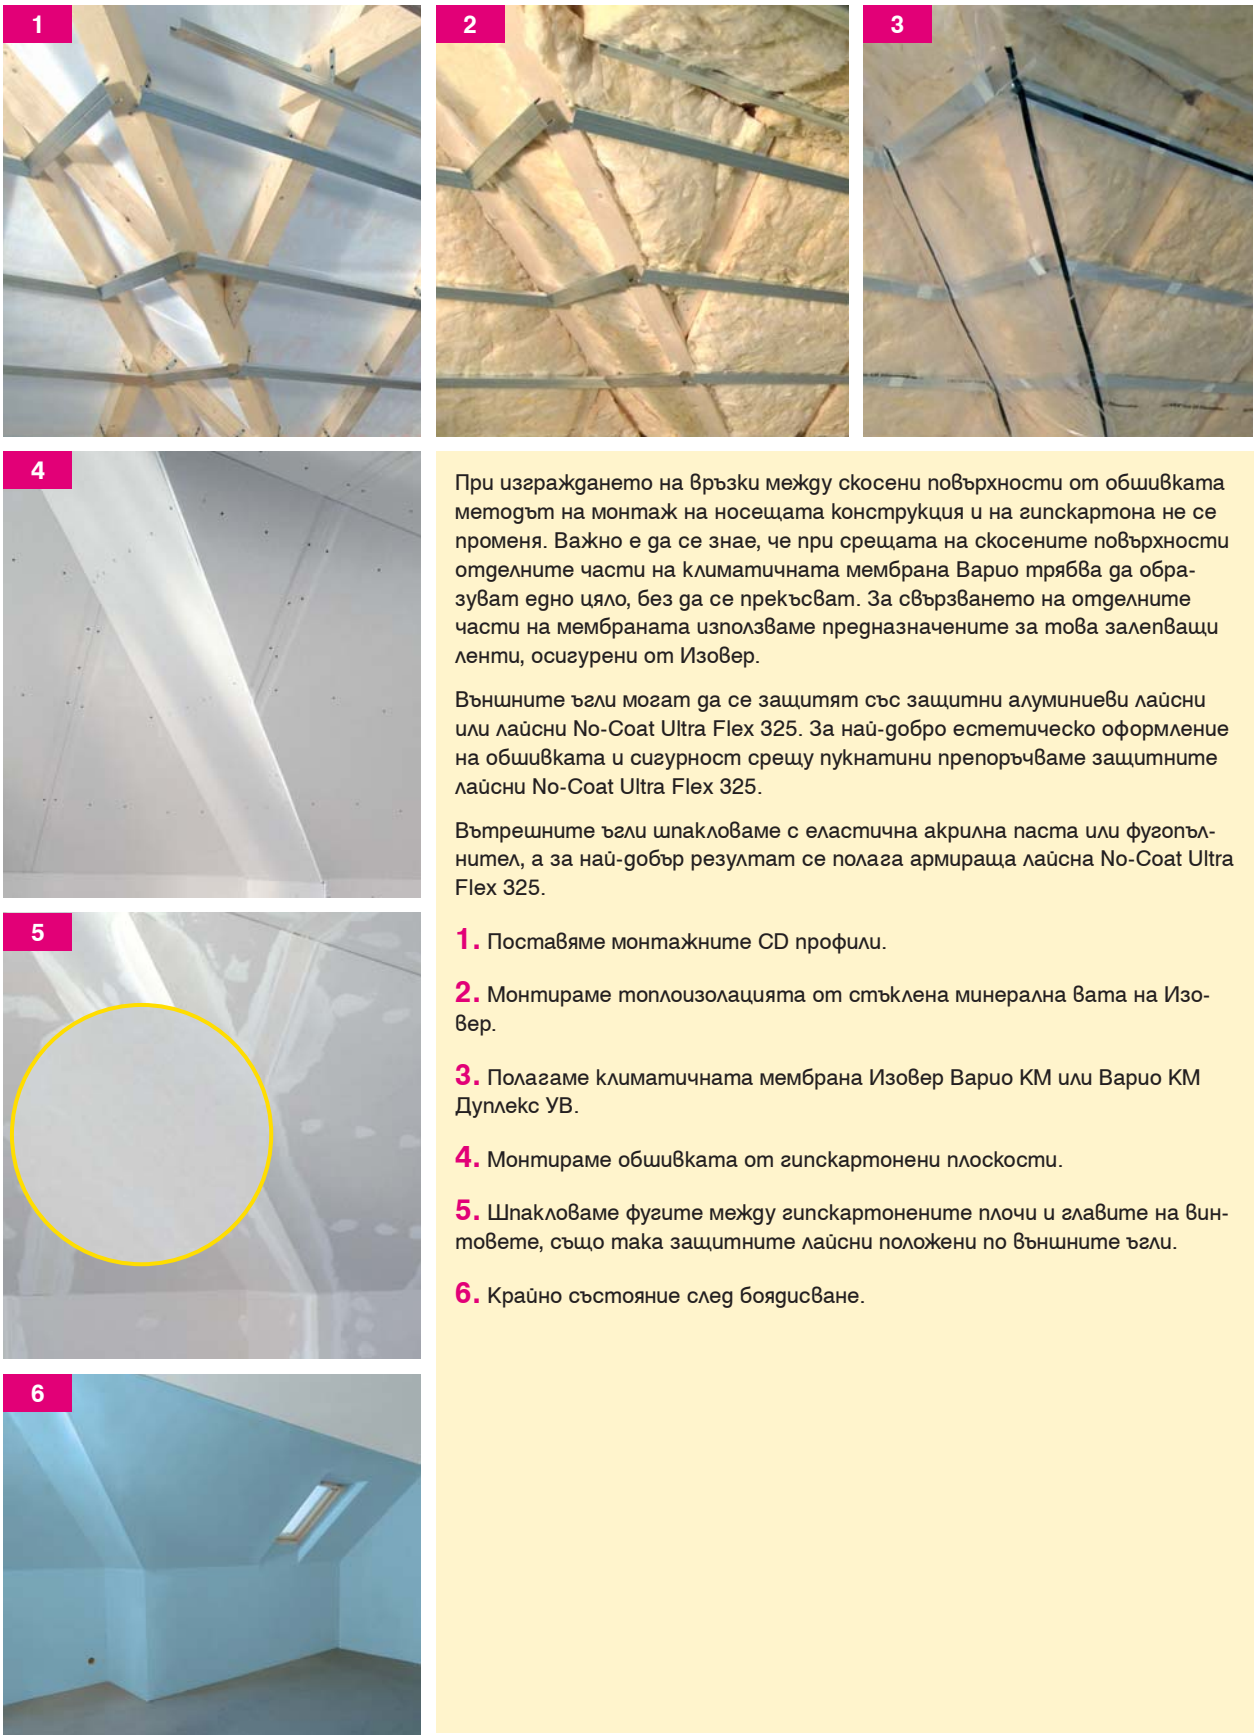 1
2
3
4
5
6
При изграждането на връзки между скосени повърхности от обшивката
методът на монтаж на носещата конструкция и на гипскартона не се
променя. Важно е да се знае, че при срещата на скосените повърхности
отделните части на климатичната мембрана Варио трябва да обра-
зуват едно цяло, без да се прекъсват. За свързването на отделните
части на мембраната използваме предназначените за това залепващи
ленти, осигурени от Изовер.
Външните ъгли могат да се защитят със защитни алуминиеви лайсни
или лайсни No-Coat Ultra Flex 325. За най-добро естетическо оформление
на обшивката и сигурност срещу пукнатини препоръчваме защитните
лайсни No-Coat Ultra Flex 325.
Вътрешните ъгли шпакловаме с еластична акрилна паста или фугопъл-
нител, а за най-добър резултат се полага армираща лайсна No-Coat Ultra
Flex 325.
1. Поставяме монтажните CD профили.
2. Монтираме топлоизолацията от стъклена минерална вата на Изо-
вер.
3. Полагаме климатичната мембрана Изовер Варио КМ или Варио КМ
Дуплекс УВ.
4. Монтираме обшивката от гипскартонени плоскости.
5. Шпакловаме фугите между гипскартонените плочи и главите на вин-
товете, също така защитните лайсни положени по външните ъгли.
6. Крайно състояние след боядисване.